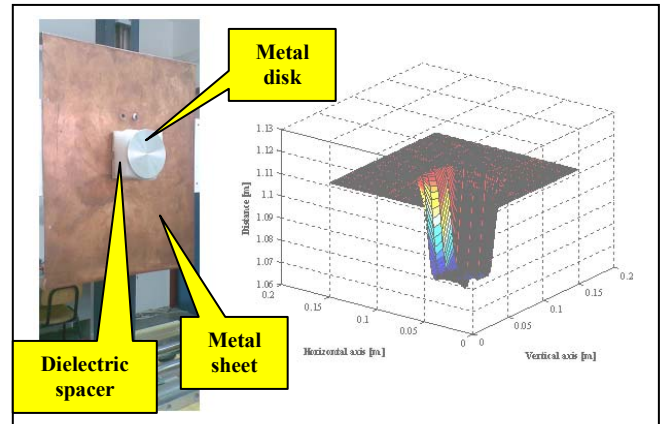 Metal
disk
Dielectric
spacer
Metal
sheet
Distance [m]
1.13
1.12
1.11
1.1
1.09
1.08
1.07
1.06
0.2
0.15
0.1
0.05
0
Horizontal axis [m]
0
0.05
0.1
0.15
0.2
Vertical axis [m]